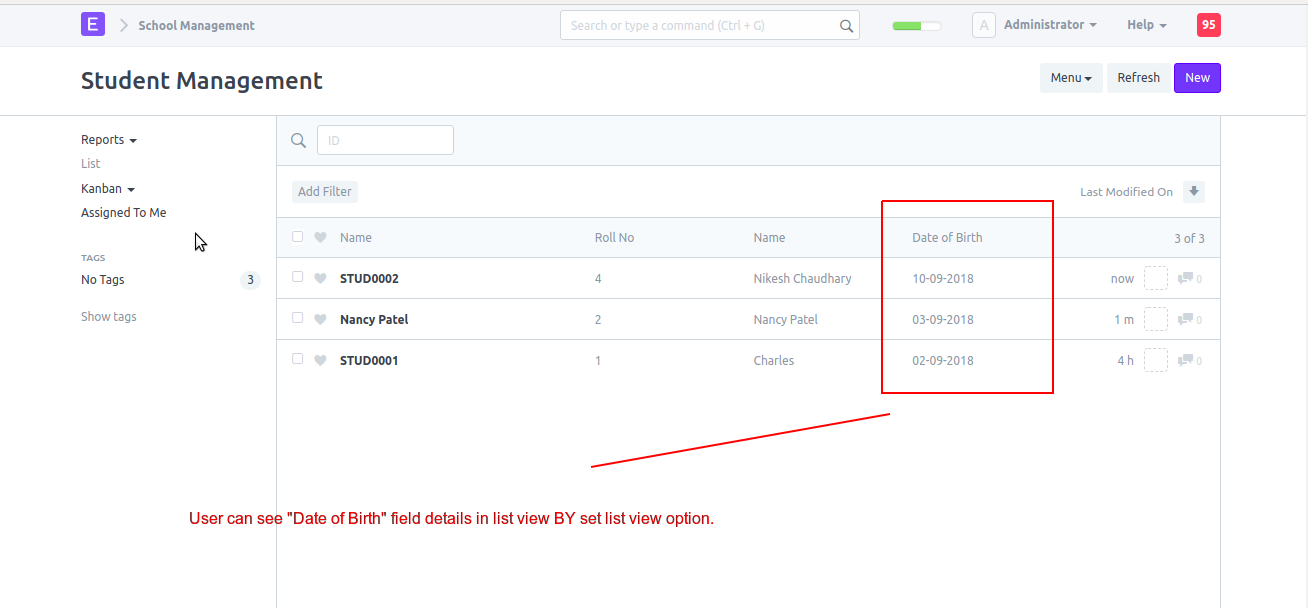 E School Management Search or type a command (Ctrl + G) A Administrator Help 95
Student Management Menu Refresh New
Reports
List
Kanban
Assigned To Me
TAGS
No Tags 3
Show tags
ID
Add Filter Last Modified On
Name Roll No Name Date of Birth 3 of 3
STUD0002 4 Nikesh Chaudhary 10-09-2018 now 0
Nancy Patel 2 Nancy Patel 03-09-2018 1 m 0
STUD0001 1 Charles 02-09-2018 4 h 0
User can see "Date of Birth" field details in list view BY set list view option.